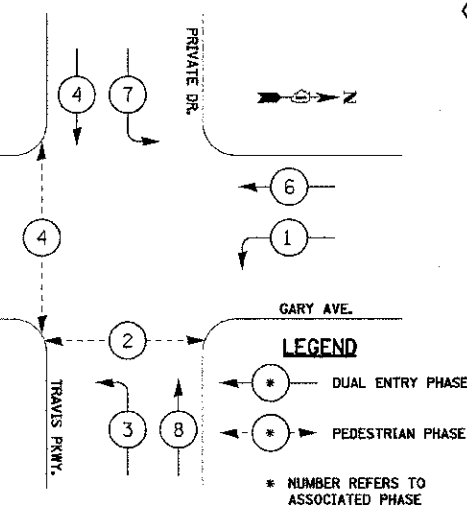 PRIVATE DR.
4
7
N
6
1
4
GARY AVE.
2
LEGEND
* DUAL ENTRY PHASE
* PEDESTRIAN PHASE
* NUMBER REFERS TO
ASSOCIATED PHASE
TRAVIS PKWY.
3
8